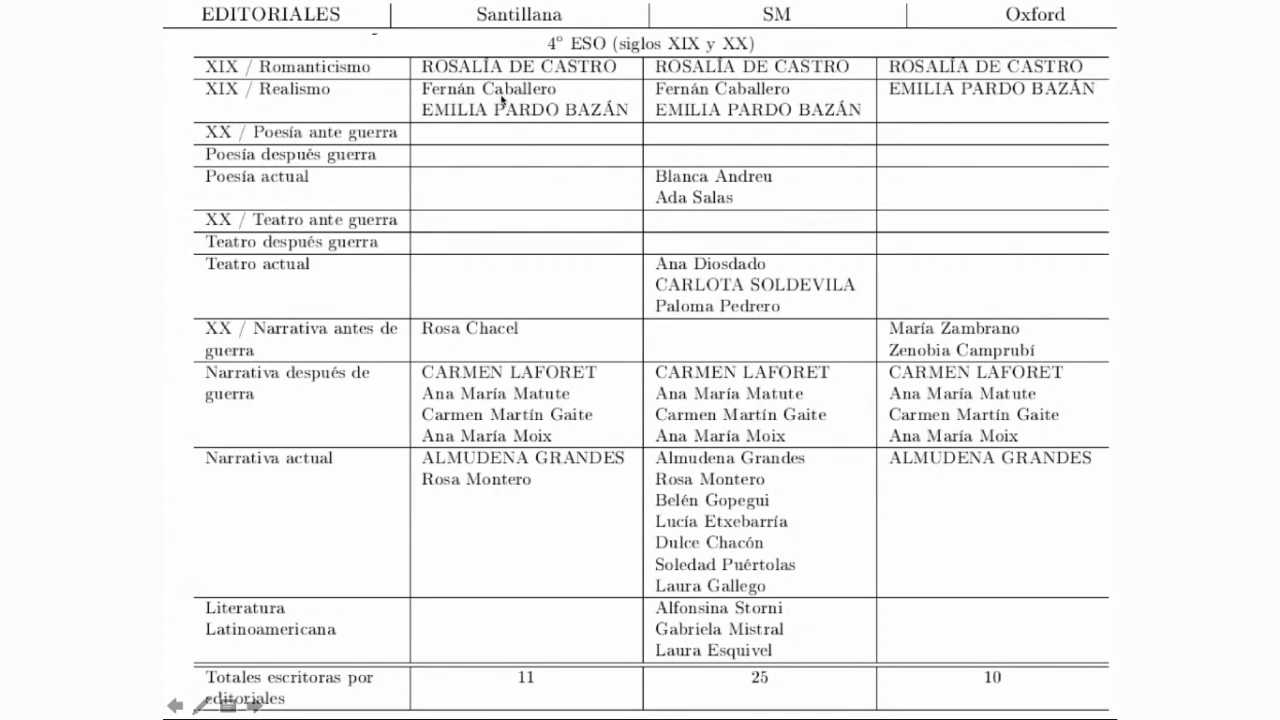 EDITORIALES Santillana SM Oxford
4° ESO (siglos XIX y XX)
XIX / Romanticismo ROSALÍA DE CASTRO ROSALÍA DE CASTRO ROSALÍA DE CASTRO
XIX / Realismo Fernán Caballero Fernán Caballero EMILIA PARDO BAZÁN
EMILIA PARDO BAZÁN EMILIA PARDO BAZÁN
XX / Poesía ante guerra
Poesía después guerra
Poesía actual Blanca Andreu
Ada Salas
XX / Teatro ante guerra
Teatro después guerra
Teatro actual Ana Diosdado
CARLOTA SOLDEVILA
Paloma Pedrero
XX / Narrativa antes de Rosa Chacel María Zambrano
guerra Zenobia Camprubí
Narrativa después de CARMEN LAFORET CARMEN LAFORET CARMEN LAFORET
guerra Ana María Matute Ana María Matute Ana María Matute
Carmen Martín Gaite Carmen Martín Gaite Carmen Martín Gaite
Ana María Moix Ana María Moix Ana María Moix
Narrativa actual ALMUDENA GRANDES Almudena Grandes ALMUDENA GRANDES
Rosa Montero Rosa Montero
Belén Gopegui
Lucía Etxebarría
Dulce Chacón
Soledad Puértolas
Laura Gallego
Literatura Alfonsina Storni
Latinoamericana Gabriela Mistral
Laura Esquivel
Totales escritoras por 11 25 10
editoriales